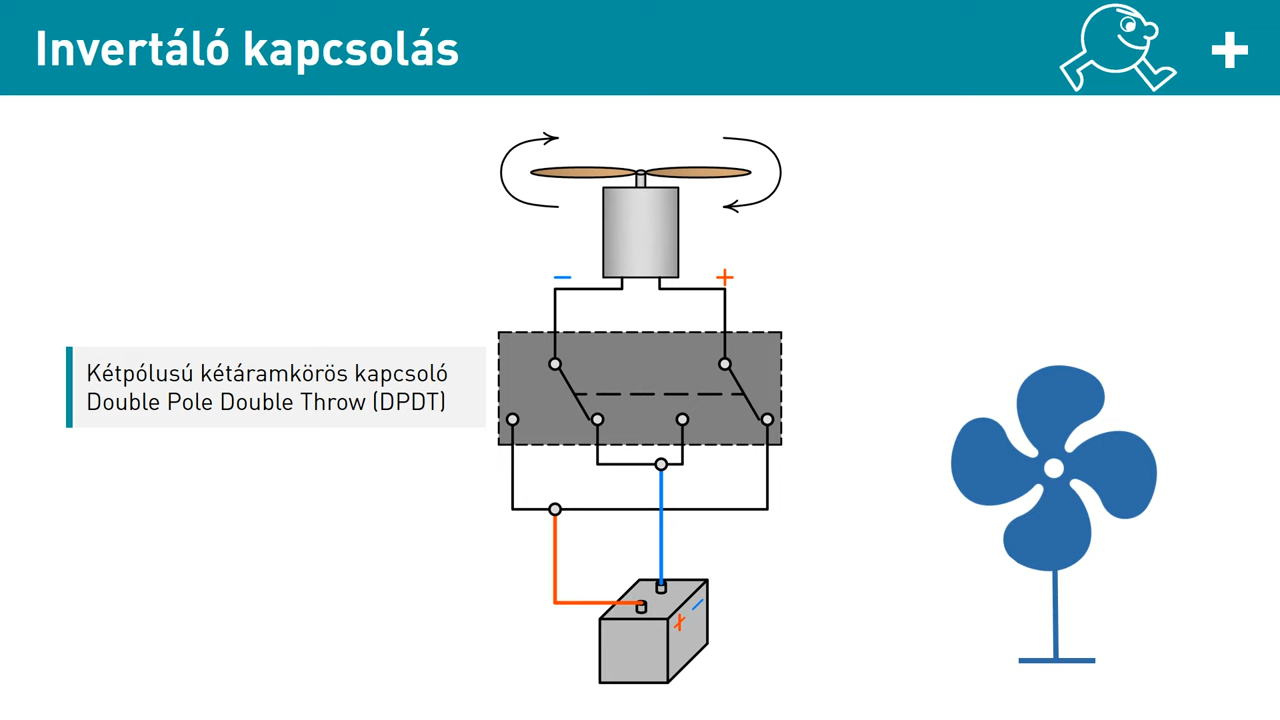 Invertáló kapcsolás
+
− +
Kétpólusú kétáramkörös kapcsoló
Double Pole Double Throw (DPDT)
+ −